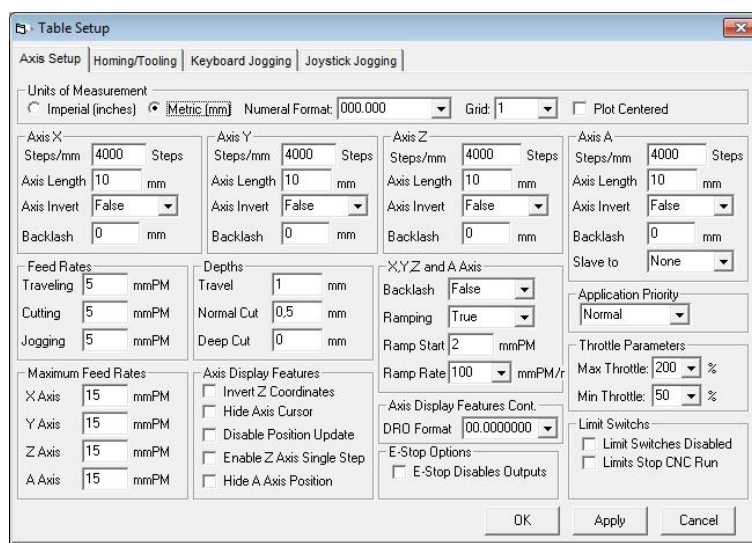 Table Setup
Axis Setup
Homing/Tooling
Keyboard Jogging
Joystick Jogging
Units of Measurement
Imperial (inches)
Metric (mm)
Numeral Format:
000.000
Grid:
1
Plot Centered
Axis X
Steps/mm
4000
Steps
Axis Length
10
mm
Axis Invert
False
Backlash
0
mm
Axis Y
Steps/mm
4000
Steps
Axis Length
10
mm
Axis Invert
False
Backlash
0
mm
Axis Z
Steps/mm
4000
Steps
Axis Length
10
mm
Axis Invert
False
Backlash
0
mm
Axis A
Steps/mm
4000
Steps
Axis Length
10
mm
Axis Invert
False
Backlash
0
mm
Slave to
None
Feed Rates
Traveling
5
mmPM
Cutting
5
mmPM
Jogging
5
mmPM
Depths
Travel
1
mm
Normal Cut
0,5
mm
Deep Cut
0
mm
X,Y,Z and A Axis
Backlash
False
Ramping
True
Ramp Start
2
mmPM
Ramp Rate
100
mmPM/r
Application Priority
Normal
Throttle Parameters
Max Throttle:
200
%
Min Throttle:
50
%
Maximum Feed Rates
X Axis
15
mmPM
Y Axis
15
mmPM
Z Axis
15
mmPM
A Axis
15
mmPM
Axis Display Features
Invert Z Coordinates
Hide Axis Cursor
Disable Position Update
Enable Z Axis Single Step
Hide A Axis Position
Axis Display Features Cont.
DRO Format
00.0000000
E-Stop Options
E-Stop Disables Outputs
Limit Switchs
Limit Switches Disabled
Limits Stop CNC Run
OK
Apply
Cancel